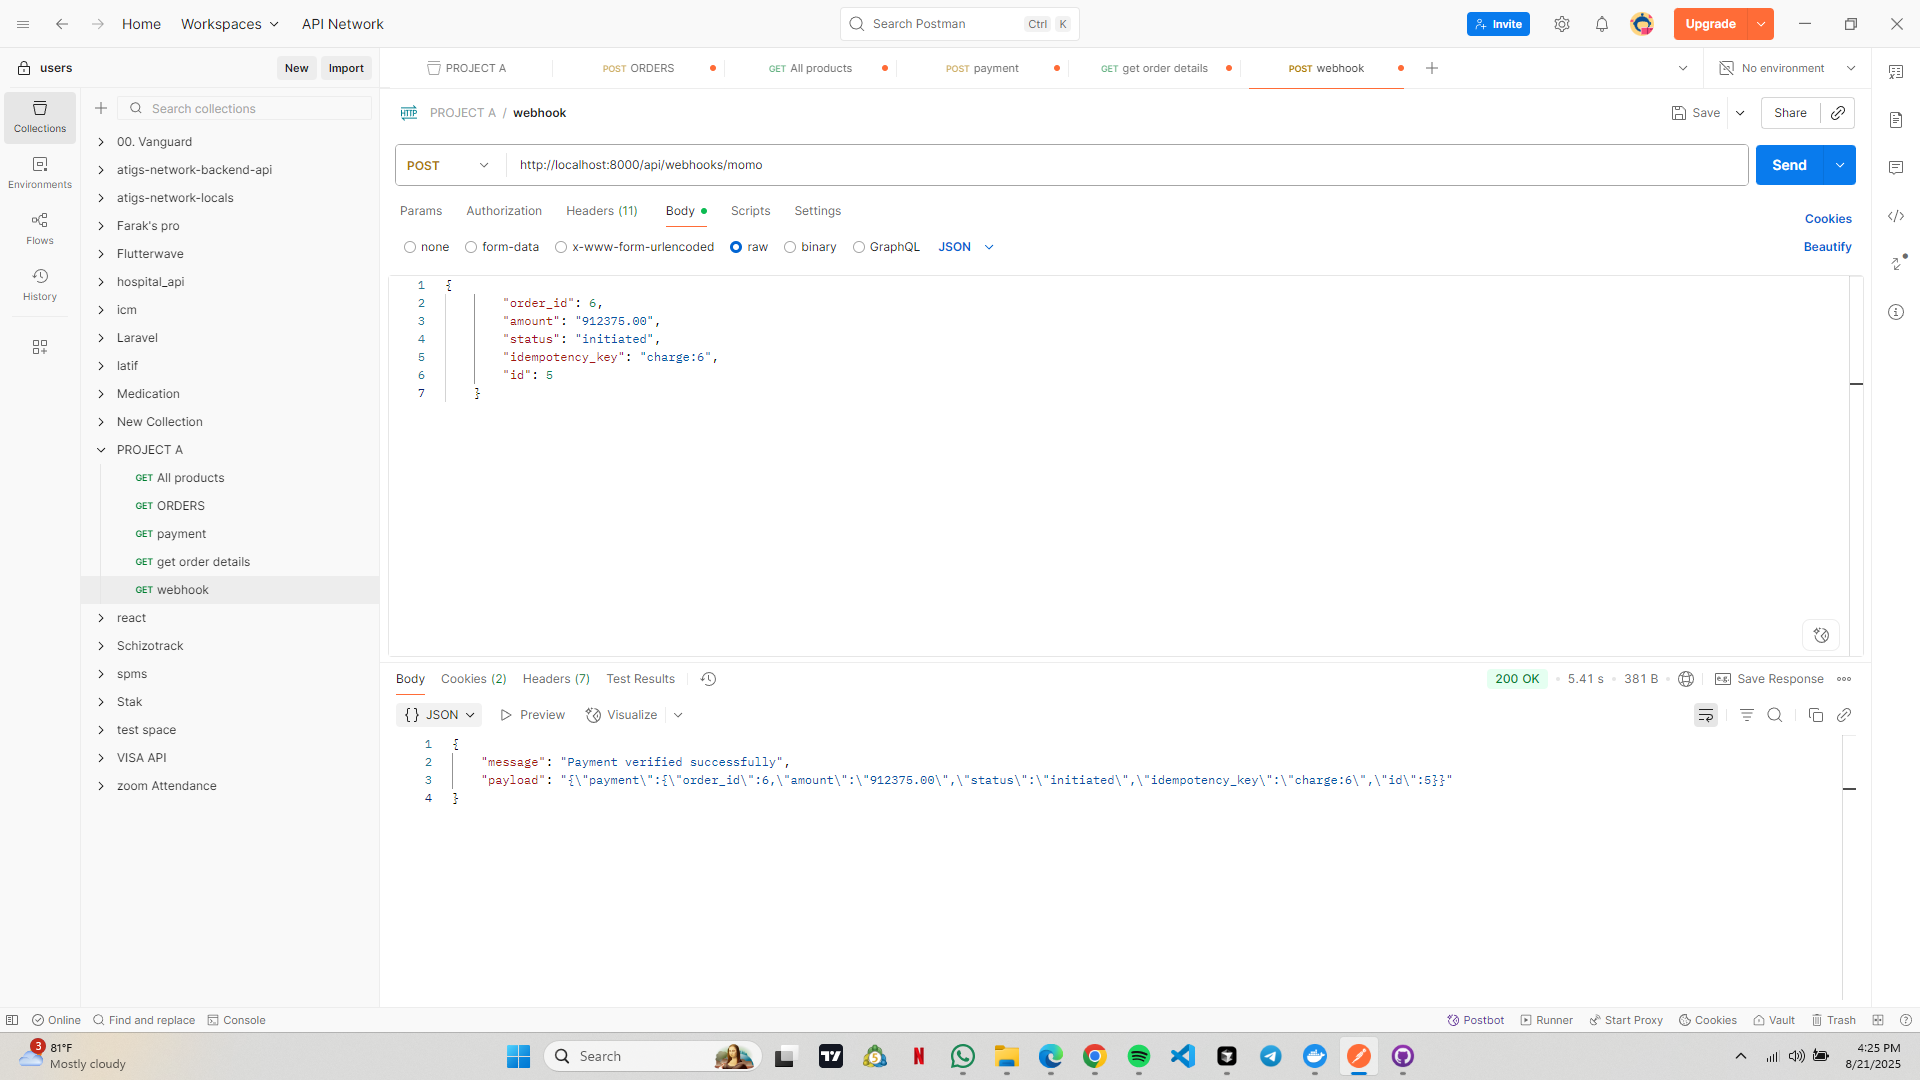 Home
Workspaces
API Network
Search Postman
Ctrl K
Invite
Upgrade
users
New
Import
PROJECT A
POST ORDERS
GET All products
POST payment
GET get order details
POST webhook
No environment
Collections
Environments
Flows
History
Search collections
00. Vanguard
atigs-network-backend-api
atigs-network-locals
Farak's pro
Flutterwave
hospital_api
icm
Laravel
latif
Medication
New Collection
PROJECT A
GET All products
GET ORDERS
GET payment
GET get order details
GET webhook
react
Schizotrack
spms
Stak
test space
VISA API
zoom Attendance
HTTP PROJECT A / webhook
Save
Share
POST
http://localhost:8000/api/webhooks/momo
Send
Params
Authorization
Headers (11)
Body
Scripts
Settings
Cookies
none
form-data
x-www-form-urlencoded
raw
binary
GraphQL
JSON
Beautify
1 {
2 "order_id": 6,
3 "amount": "912375.00",
4 "status": "initiated",
5 "idempotency_key": "charge:6",
6 "id": 5
7 }
Body
Cookies (2)
Headers (7)
Test Results
200 OK
5.41 s
381 B
e.g. Save Response
{} JSON
Preview
Visualize
1 {
2 "message": "Payment verified successfully",
3 "payload": "{\"payment\":{\"order_id\":6,\"amount\":\"912375.00\",\"status\":\"initiated\",\"idempotency_key\":\"charge:6\",\"id\":5}}"
4 }
Online
Find and replace
Console
Postbot
Runner
Start Proxy
Cookies
Vault
Trash
3
81°F
Mostly cloudy
Search
N
4:25 PM
8/21/2025